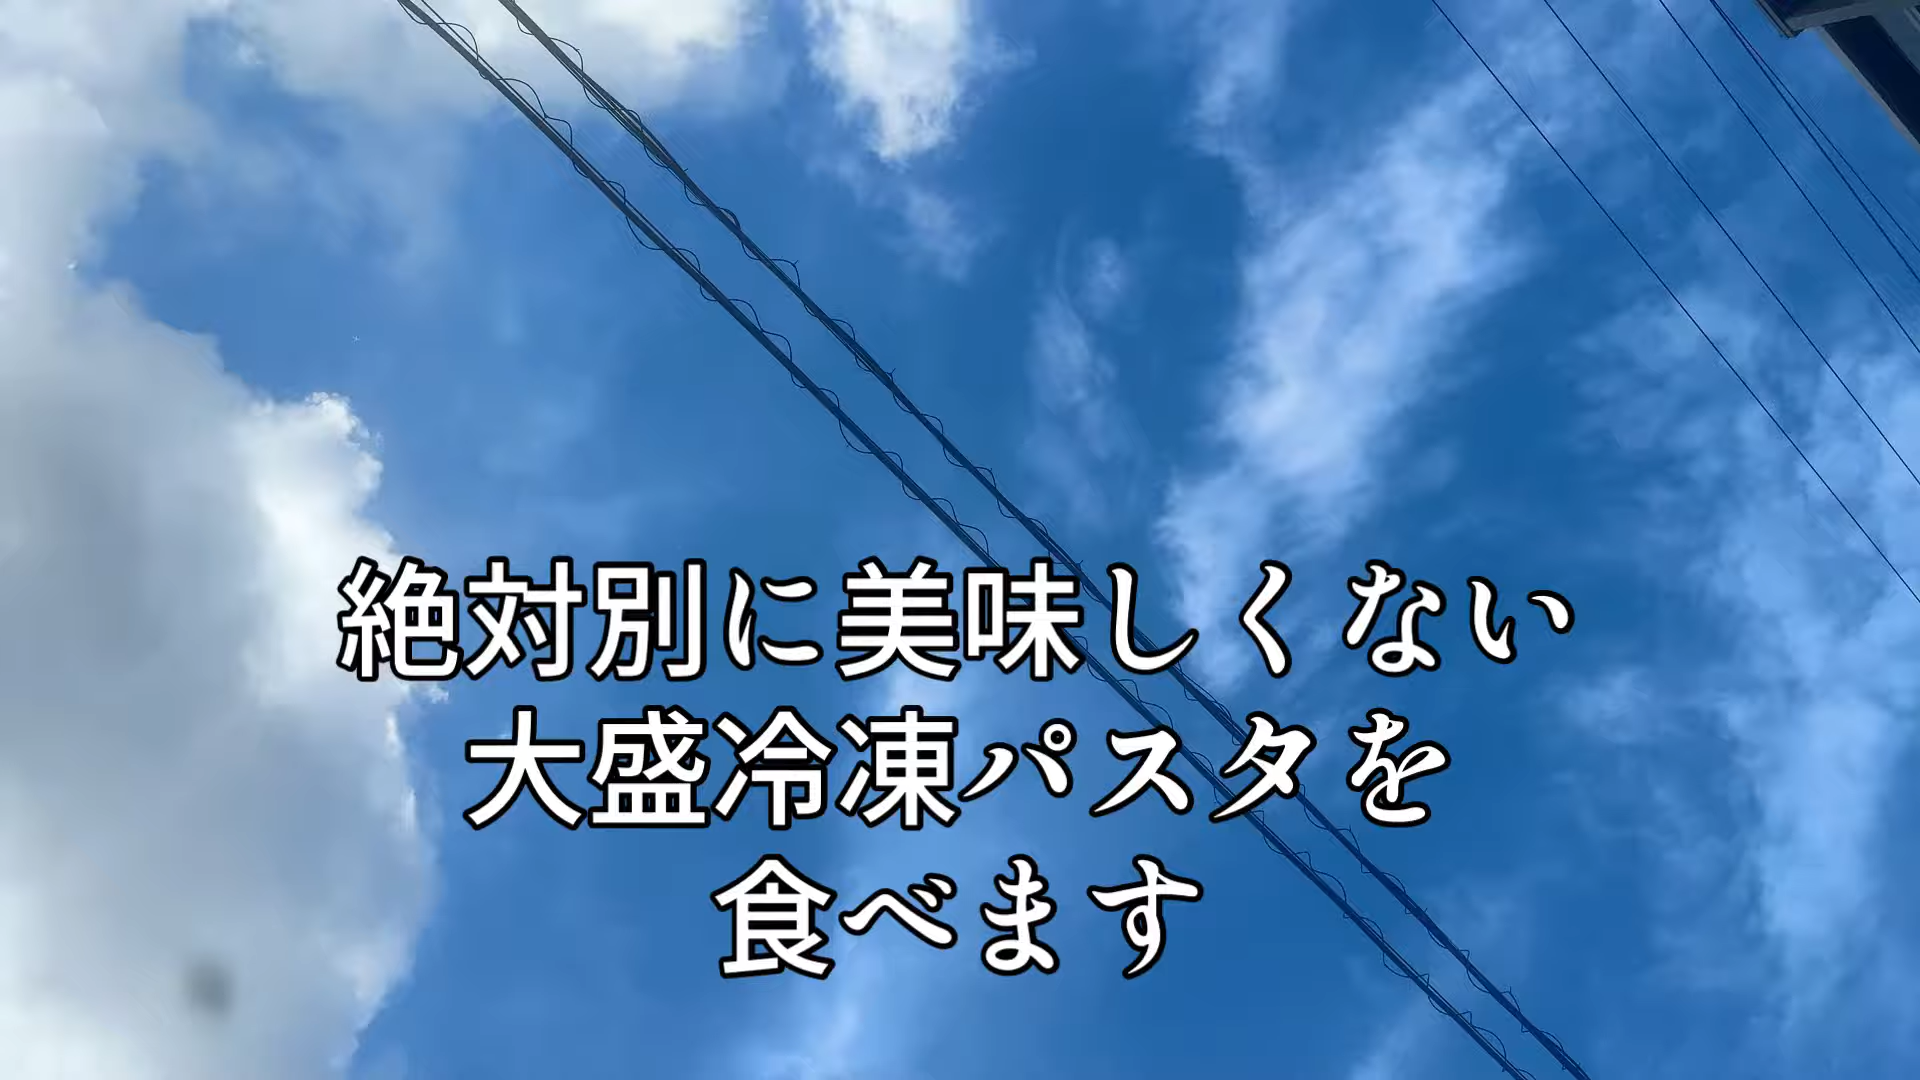 絶対別に美味しくない
大盛冷凍パスタを
食べます